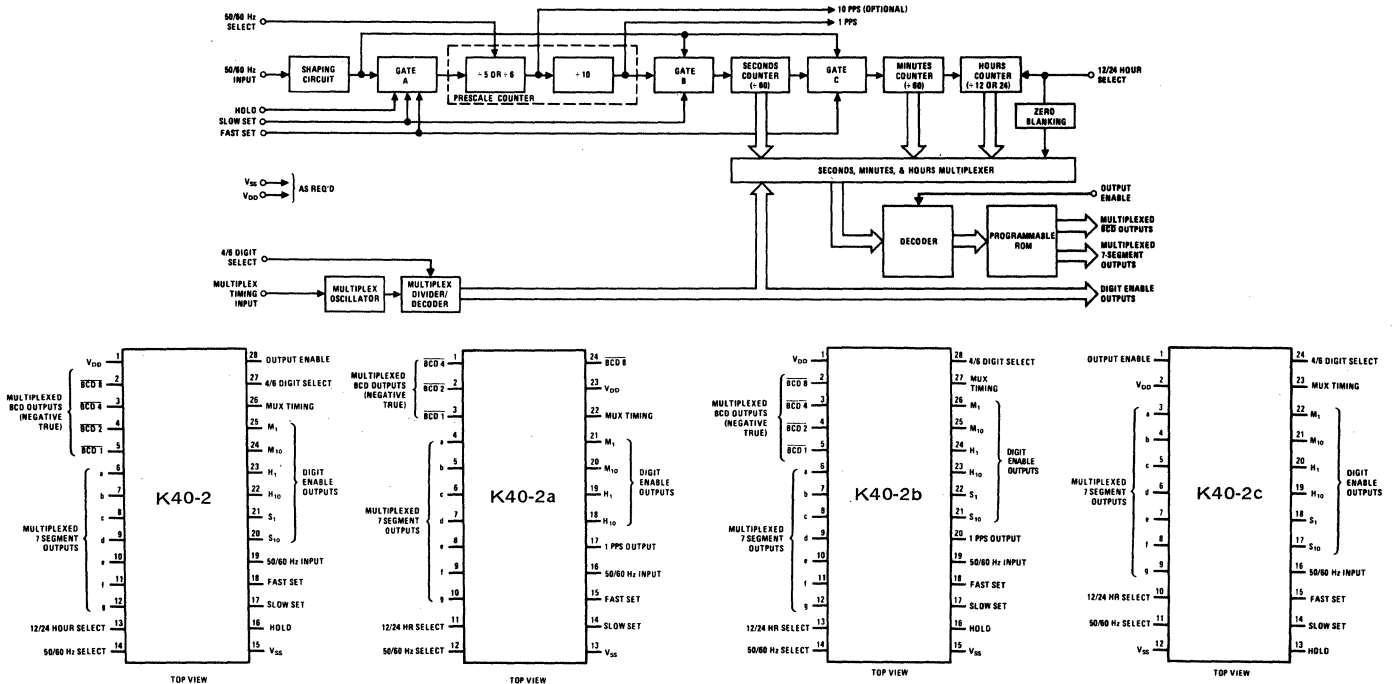 50/60 Hz
SELECT
10 PPS (OPTIONAL)
1 PPS
50/60 Hz
INPUT
SHAPING
CIRCUIT
GATE
A
÷5 OR ÷6
÷10
PRESCALE COUNTER
GATE
B
SECONDS
COUNTER
(÷60)
GATE
C
MINUTES
COUNTER
(÷60)
HOURS
COUNTER
(÷12 OR 24)
12/24 HOUR
SELECT
HOLD
SLOW SET
FAST SET
ZERO
BLANKING
SECONDS, MINUTES, & HOURS MULTIPLEXER
VSS
VDD
AS REQ'D
OUTPUT
ENABLE
DECODER
PROGRAMMABLE
ROM
MULTIPLEXED
BCD OUTPUTS
MULTIPLEXED
7-SEGMENT
OUTPUTS
4/6 DIGIT
SELECT
MULTIPLEX
TIMING
INPUT
MULTIPLEX
OSCILLATOR
MULTIPLEX
DIVIDER/
DECODER
DIGIT ENABLE
OUTPUTS
K40-2
VDD 1
BCD 8 2
BCD 4 3
BCD 2 4
BCD 1 5
MULTIPLEXED
BCD OUTPUTS
(NEGATIVE
TRUE)
a 6
b 7
c 8
d 9
e 10
f 11
g 12
MULTIPLEXED
7 SEGMENT
OUTPUTS
12/24 HOUR SELECT 13
50/60 Hz SELECT 14
28 OUTPUT ENABLE
27 4/6 DIGIT SELECT
26 MUX TIMING
25 M1
24 M10
23 H1
22 H10
21 S1
20 S10
DIGIT
ENABLE
OUTPUTS
19 50/60 Hz INPUT
18 FAST SET
17 SLOW SET
16 HOLD
15 VSS
TOP VIEW
K40-2a
BCD 4 1
BCD 2 2
BCD 1 3
MULTIPLEXED
BCD OUTPUTS
(NEGATIVE
TRUE)
a 4
b 5
c 6
d 7
e 8
f 9
g 10
MULTIPLEXED
7 SEGMENT
OUTPUTS
12/24 HR SELECT 11
50/60 Hz SELECT 12
24 BCD 8
23 VDD
22 MUX TIMING
21 M1
20 M10
19 H1
18 H10
DIGIT
ENABLE
OUTPUTS
17 1 PPS OUTPUT
16 50/60 Hz INPUT
15 FAST SET
14 SLOW SET
13 VSS
TOP VIEW
K40-2b
VDD 1
BCD 8 2
BCD 4 3
BCD 2 4
BCD 1 5
MULTIPLEXED
BCD OUTPUTS
(NEGATIVE
TRUE)
a 6
b 7
c 8
d 9
e 10
f 11
g 12
MULTIPLEXED
7 SEGMENT
OUTPUTS
12/24 HR SELECT 13
50/60 Hz SELECT 14
28 4/6 DIGIT SELECT
27 MUX
TIMING
26 M1
25 M10
24 H1
23 H10
22 S1
21 S10
DIGIT
ENABLE
OUTPUTS
20 1 PPS OUTPUT
19 50/60 Hz INPUT
18 FAST SET
17 SLOW SET
16 HOLD
15 VSS
TOP VIEW
K40-2c
OUTPUT ENABLE 1
VDD 2
a 3
b 4
c 5
d 6
e 7
f 8
g 9
MULTIPLEXED
7 SEGMENT
OUTPUTS
12/24 HR SELECT 10
50/60 Hz SELECT 11
VSS 12
24 4/6 DIGIT SELECT
23 MUX TIMING
22 M1
21 M10
20 H1
19 H10
18 S1
17 S10
DIGIT
ENABLE
OUTPUTS
16 50/60 Hz INPUT
15 FAST SET
14 SLOW SET
13 HOLD
TOP VIEW